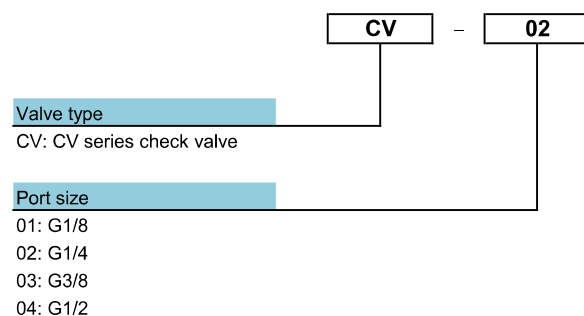 CV – 02
Valve type
CV: CV series check valve
Port size
01: G1/8
02: G1/4
03: G3/8
04: G1/2